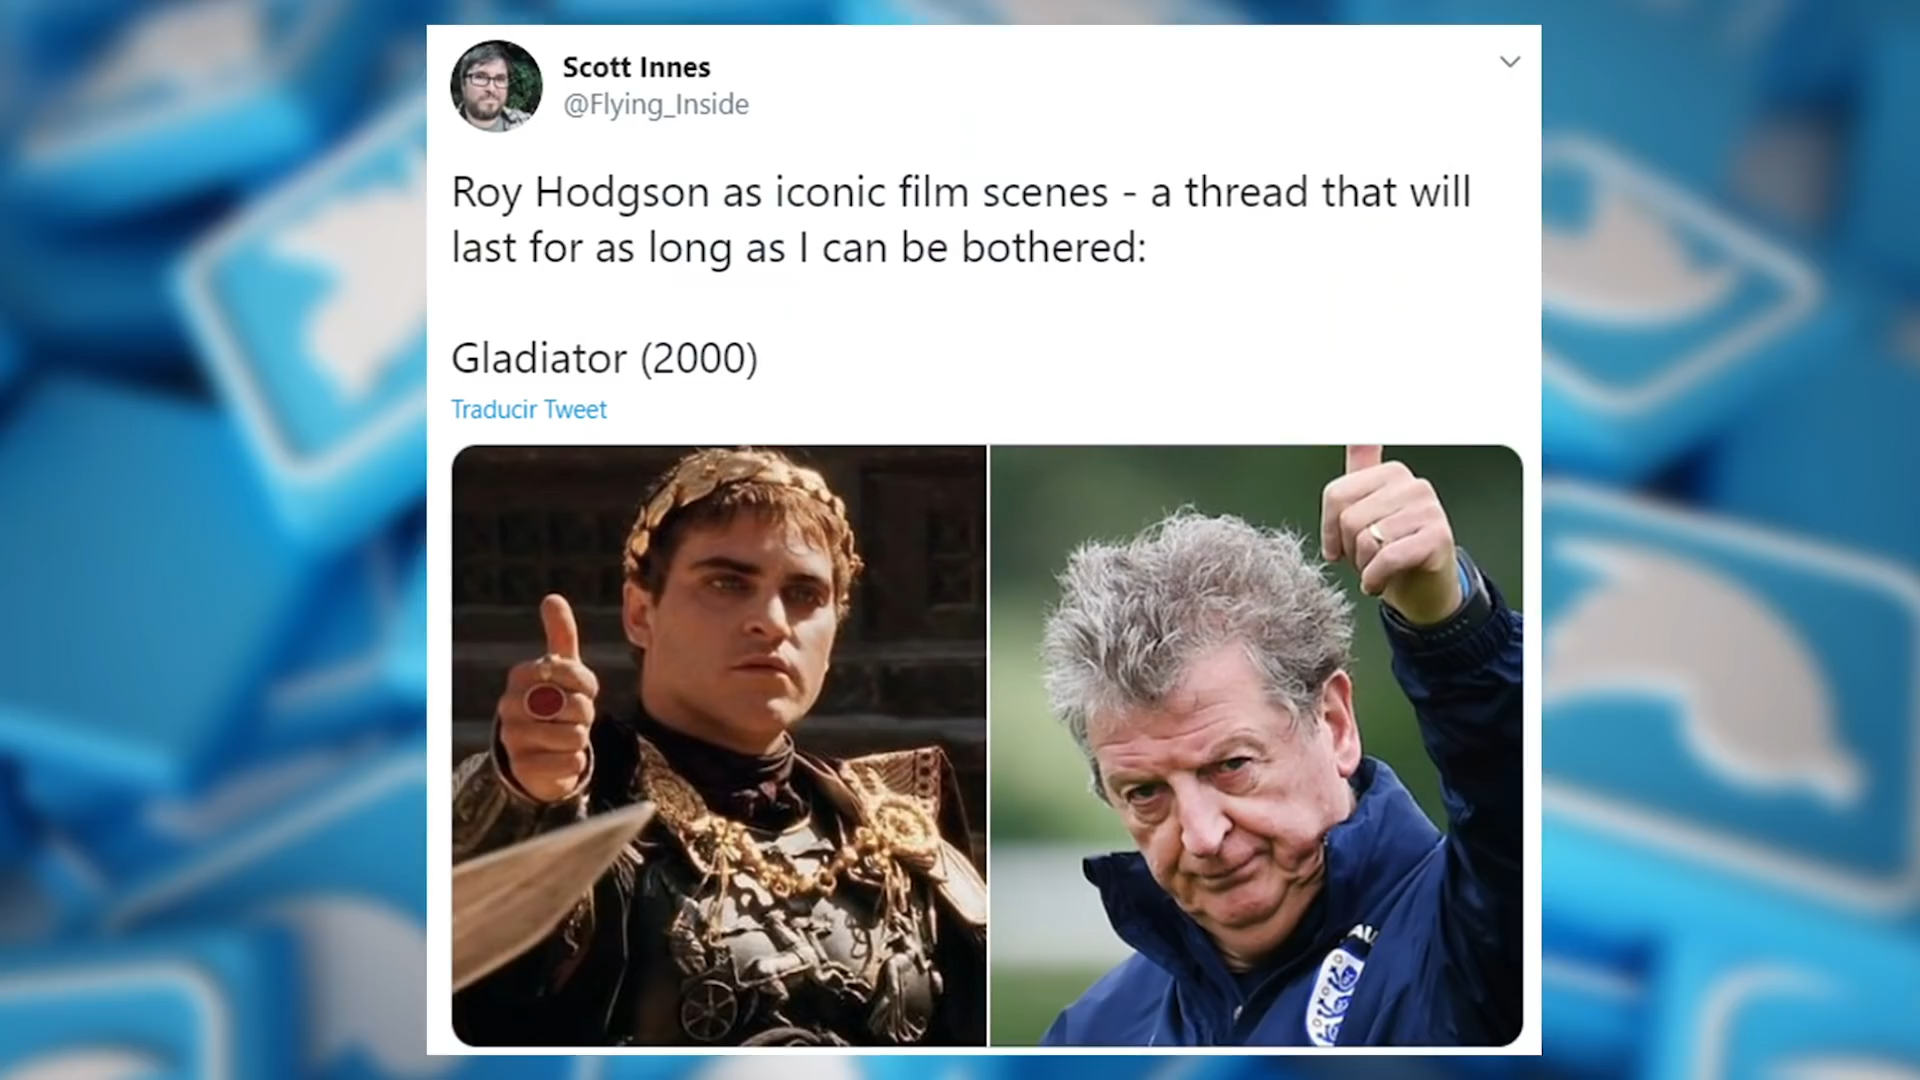 Scott Innes
@Flying_Inside
Roy Hodgson as iconic film scenes - a thread that will
last for as long as I can be bothered:
Gladiator (2000)
Traducir Tweet